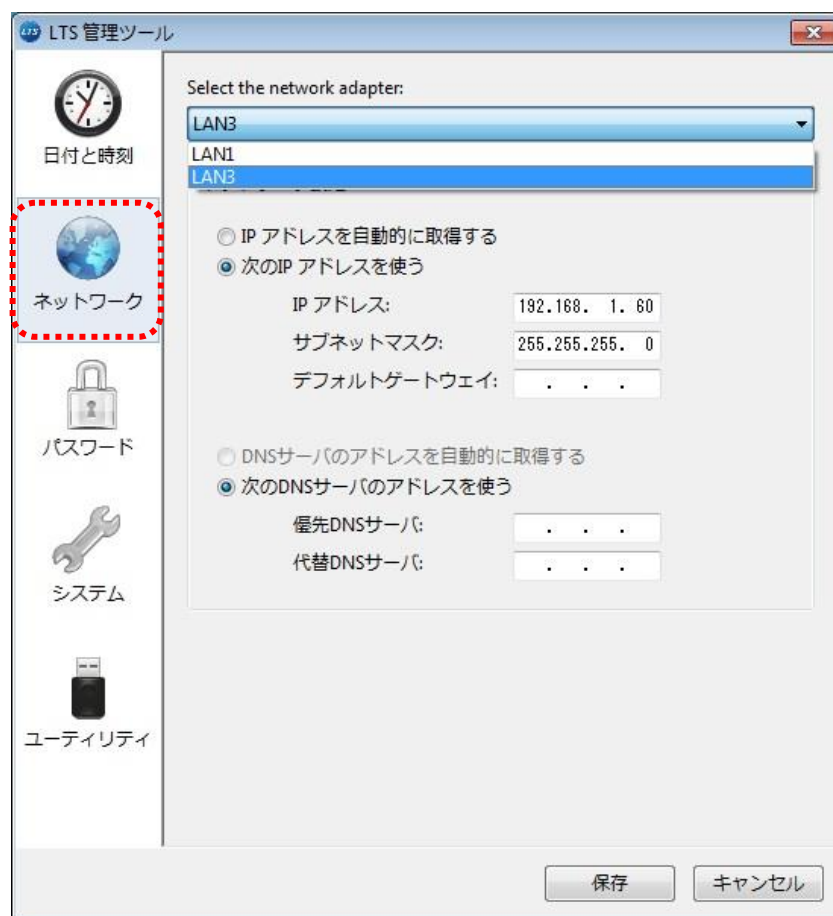 LTS 管理ツール
Select the network adapter:
LAN3
LAN1
LAN3
日付と時刻
ネットワーク
パスワード
システム
ユーティリティ
IP アドレスを自動的に取得する
次のIP アドレスを使う
IP アドレス: 192.168. 1. 60
サブネットマスク: 255.255.255. 0
デフォルトゲートウェイ: . . .
DNSサーバのアドレスを自動的に取得する
次のDNSサーバのアドレスを使う
優先DNSサーバ: . . .
代替DNSサーバ: . . .
保存 キャンセル